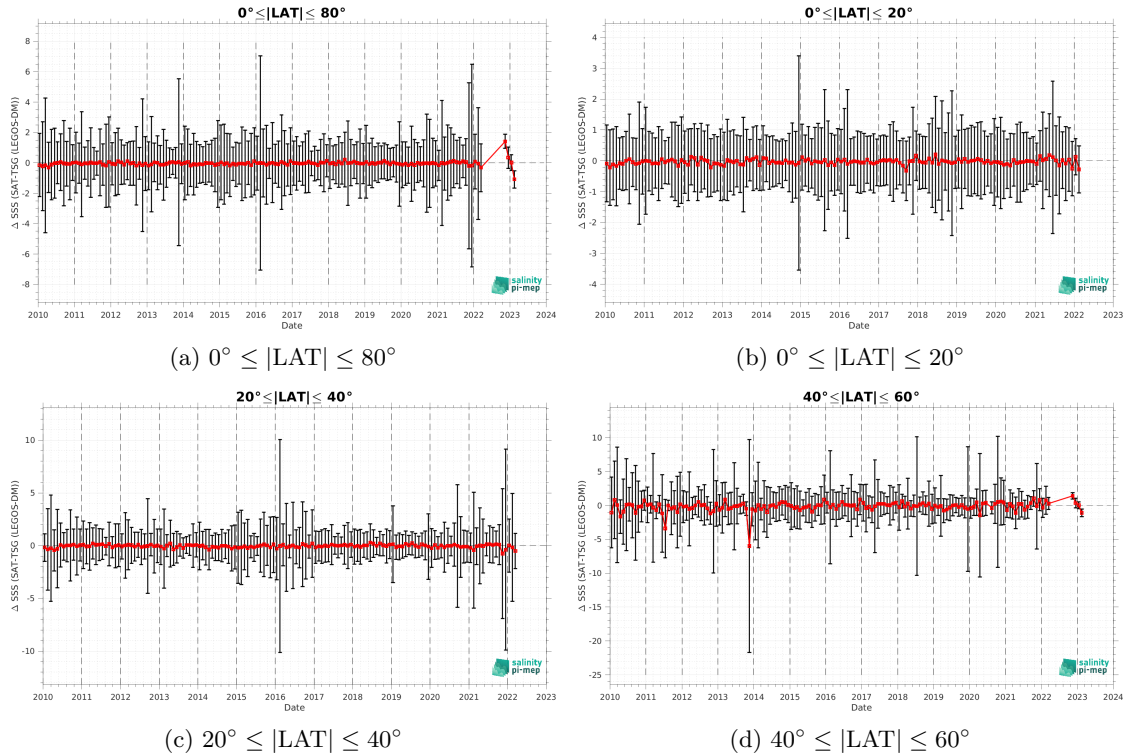 0°≤|LAT|≤ 80°
Δ SSS (SAT-TSG (LEGOS-DM))
8
6
4
2
0
-2
-4
-6
-8
2010 2011 2012 2013 2014 2015 2016 2017 2018 2019 2020 2021 2022 2023 2024
Date
salinity
pi-mep
(a) 0° ≤ |LAT| ≤ 80°
0°≤|LAT|≤ 20°
Δ SSS (SAT-TSG (LEGOS-DM))
4
3
2
1
0
-1
-2
-3
-4
2010 2011 2012 2013 2014 2015 2016 2017 2018 2019 2020 2021 2022 2023
Date
salinity
pi-mep
(b) 0° ≤ |LAT| ≤ 20°
20°≤|LAT|≤ 40°
Δ SSS (SAT-TSG (LEGOS-DM))
10
5
0
-5
-10
2010 2011 2012 2013 2014 2015 2016 2017 2018 2019 2020 2021 2022 2023
Date
salinity
pi-mep
(c) 20° ≤ |LAT| ≤ 40°
40°≤|LAT|≤ 60°
Δ SSS (SAT-TSG (LEGOS-DM))
10
5
0
-5
-10
-15
-20
-25
2010 2011 2012 2013 2014 2015 2016 2017 2018 2019 2020 2021 2022 2023 2024
Date
salinity
pi-mep
(d) 40° ≤ |LAT| ≤ 60°